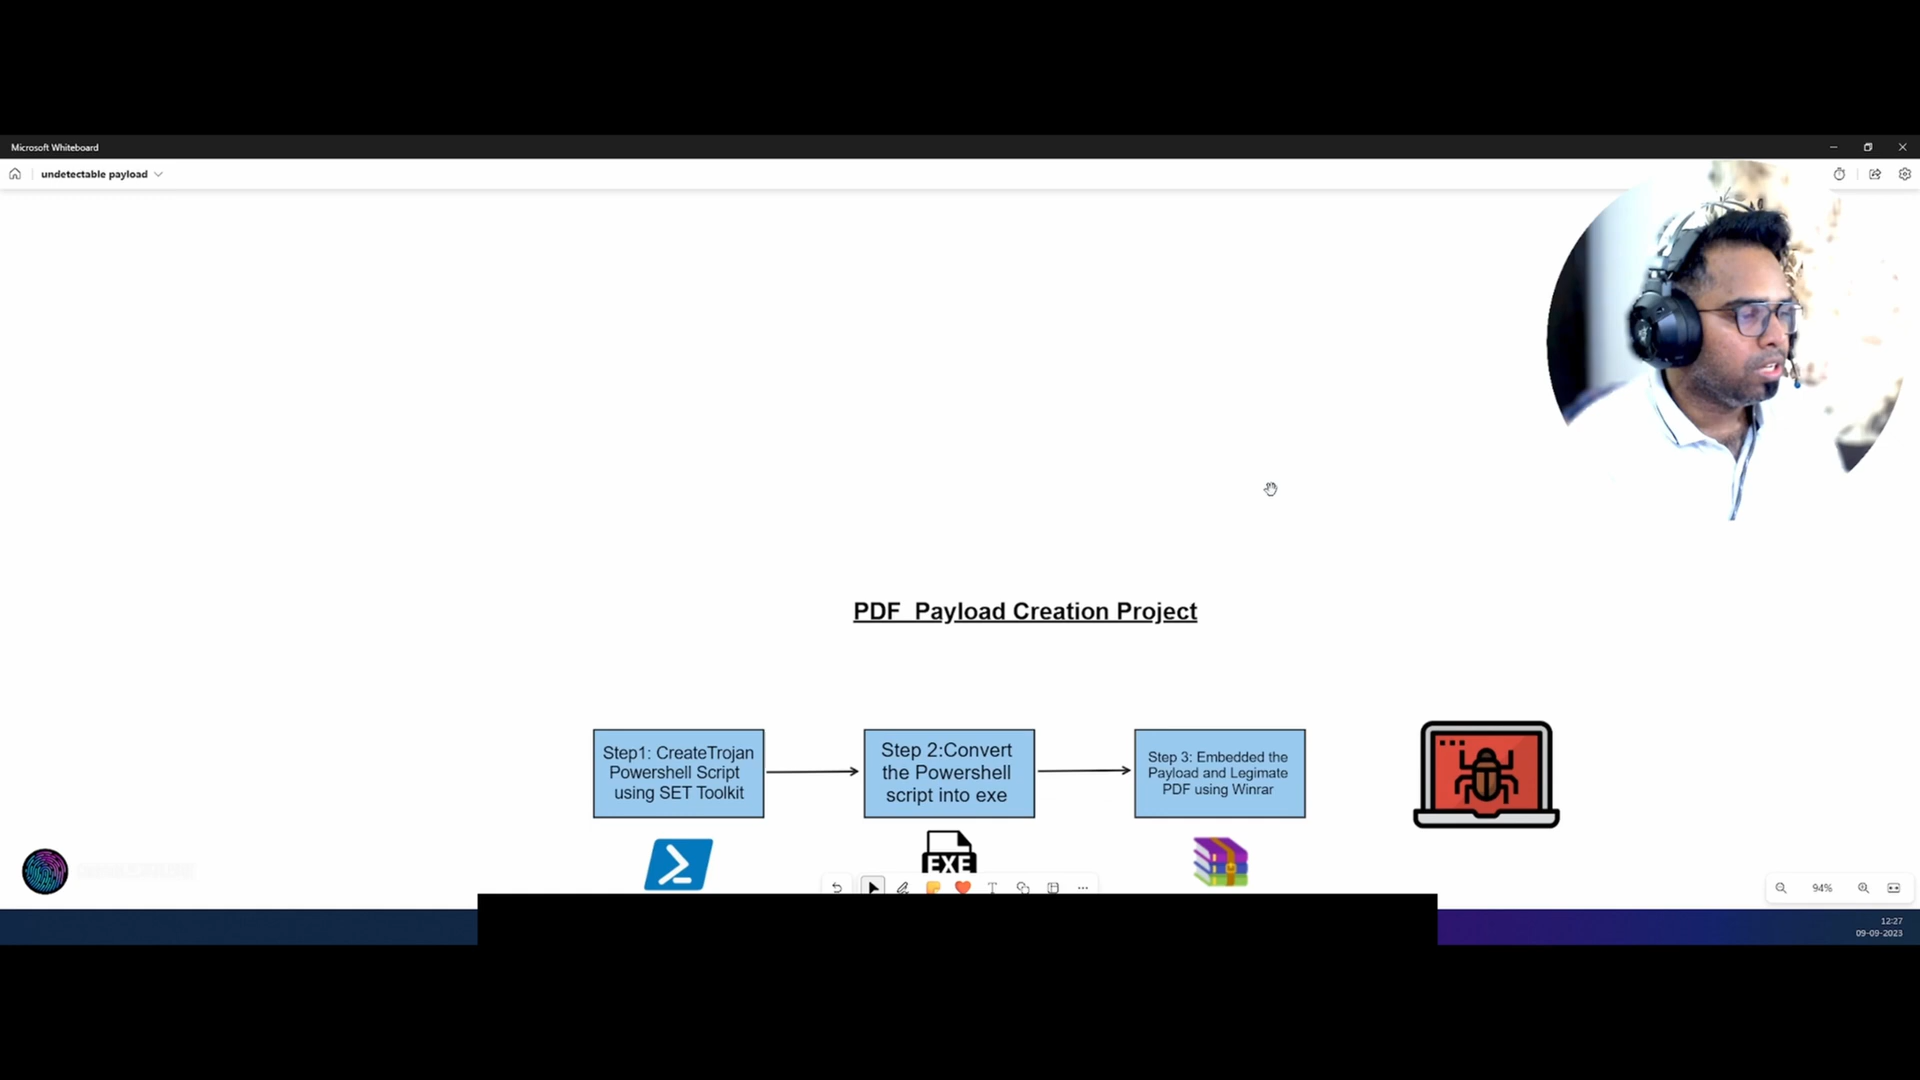 Microsoft Whiteboard
undetectable payload
PDF Payload Creation Project
Step1: CreateTrojan
Powershell Script
using SET Toolkit
Step 2:Convert
the Powershell
script into exe
Step 3: Embedded the
Payload and Legimate
PDF using Winrar
EXE
94%
12:27
09-09-2023